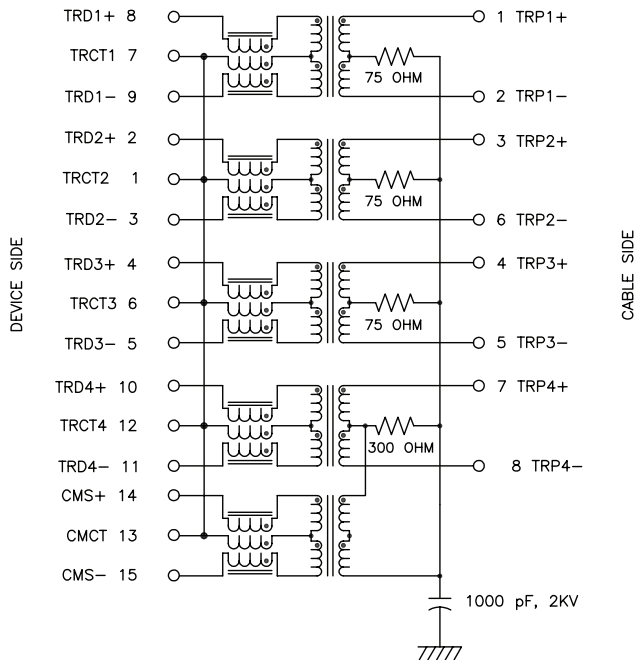 TRD1+ 8
1 TRP1+
TRCT1 7
75 OHM
TRD1- 9
2 TRP1-
TRD2+ 2
3 TRP2+
TRCT2 1
75 OHM
TRD2- 3
6 TRP2-
DEVICE SIDE
CABLE SIDE
TRD3+ 4
4 TRP3+
TRCT3 6
75 OHM
TRD3- 5
5 TRP3-
TRD4+ 10
7 TRP4+
TRCT4 12
300 OHM
TRD4- 11
8 TRP4-
CMS+ 14
CMCT 13
CMS- 15
1000 pF, 2KV